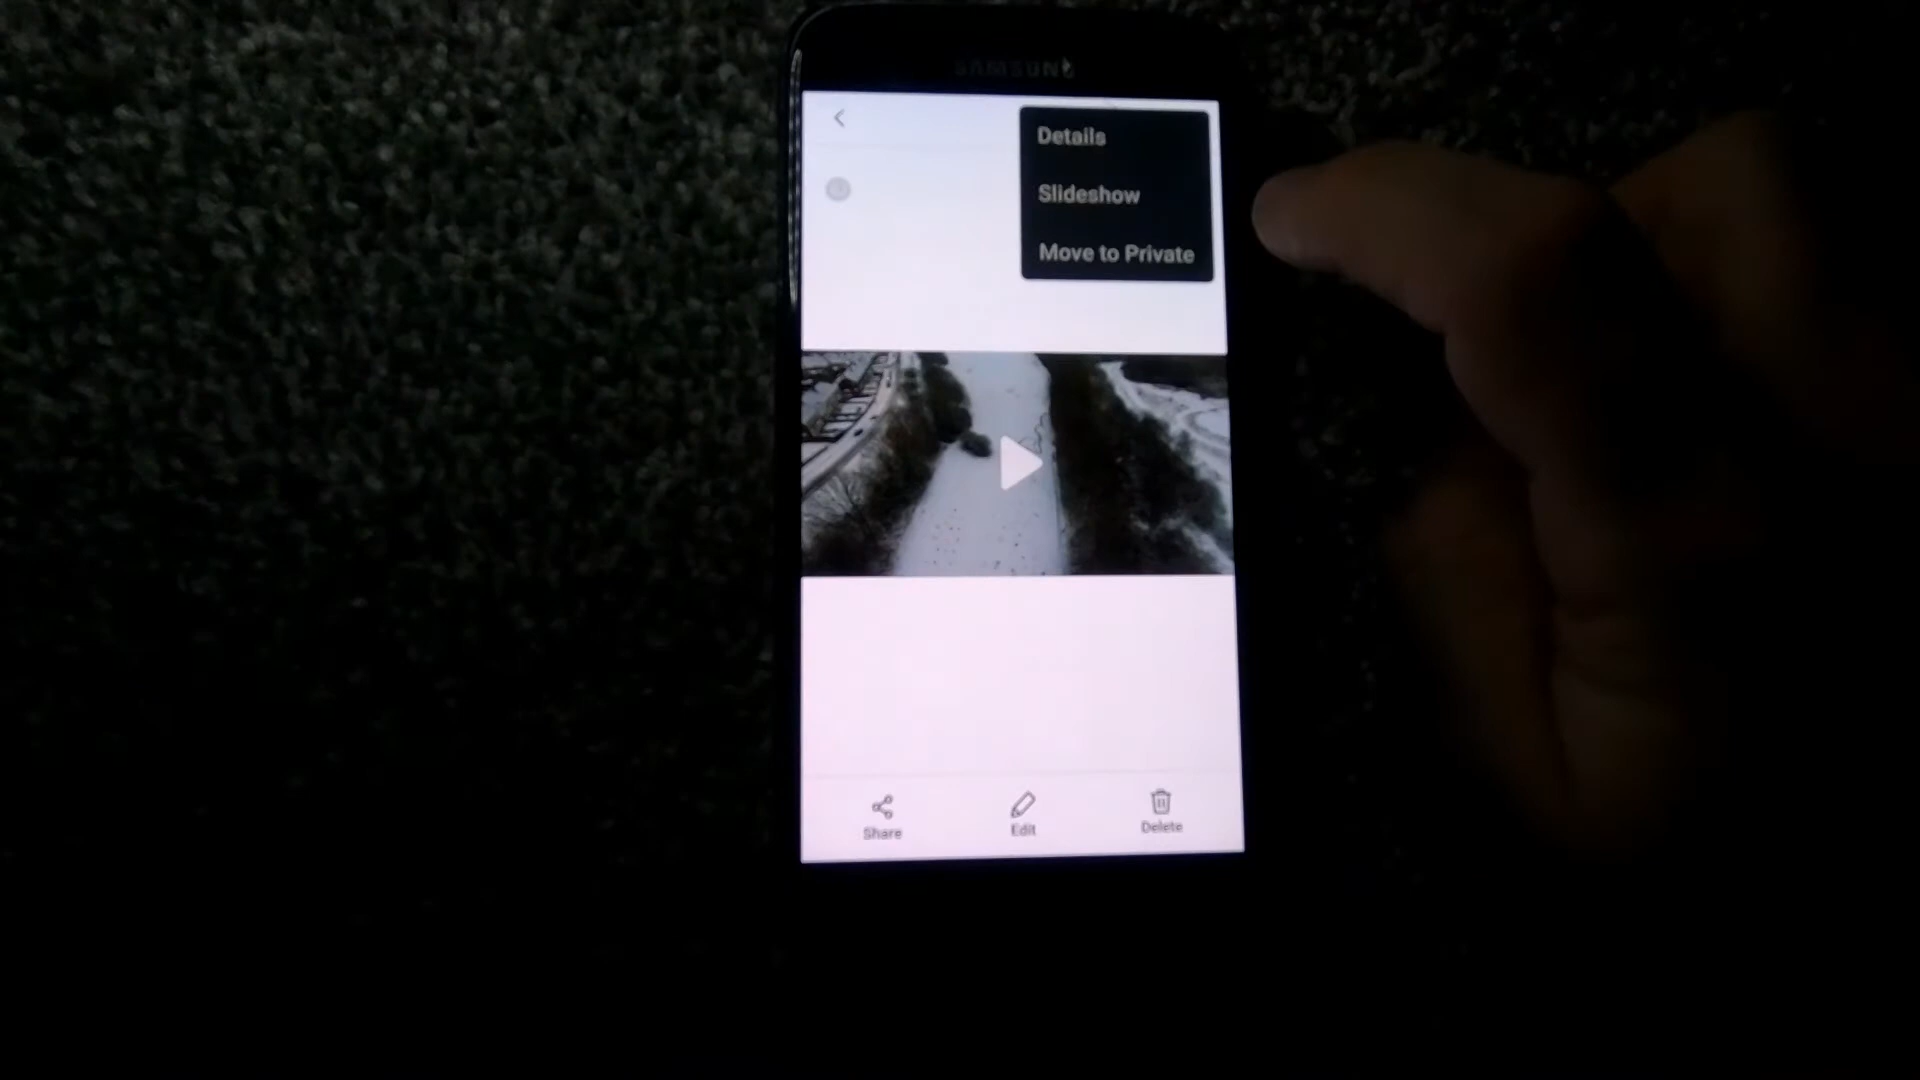 SAMSUNG
Details
Slideshow
Move to Private
Share
Edit
Delete